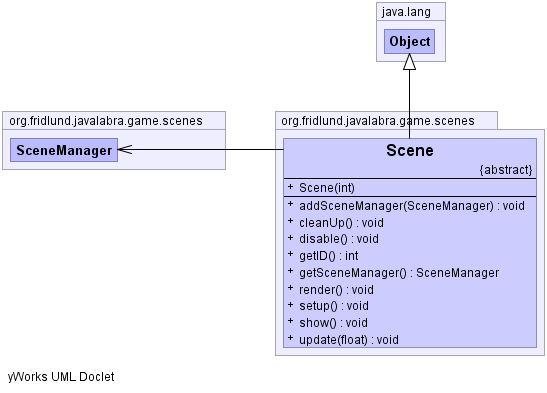 java.lang
Object
org.fridlund.javalabra.game.scenes
SceneManager
org.fridlund.javalabra.game.scenes
Scene
{abstract}
+ Scene(int)
+ addSceneManager(SceneManager) : void
+ cleanUp() : void
+ disable() : void
+ getID() : int
+ getSceneManager() : SceneManager
+ render() : void
+ setup() : void
+ show() : void
+ update(float) : void
yWorks UML Doclet